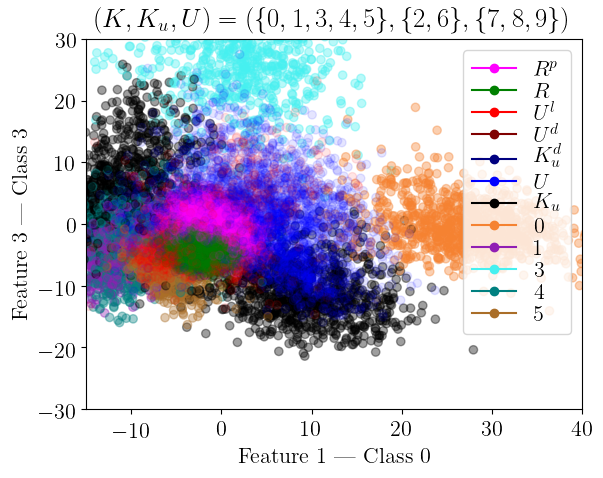 (K, K_u, U) = ({0, 1, 3, 4, 5}, {2, 6}, {7, 8, 9})
30
20
10
0
−10
−20
−30
Feature 3 — Class 3
−10
0
10
20
30
40
Feature 1 — Class 0
R^p
R
U^l
U^d
K_u^d
U
K_u
0
1
3
4
5